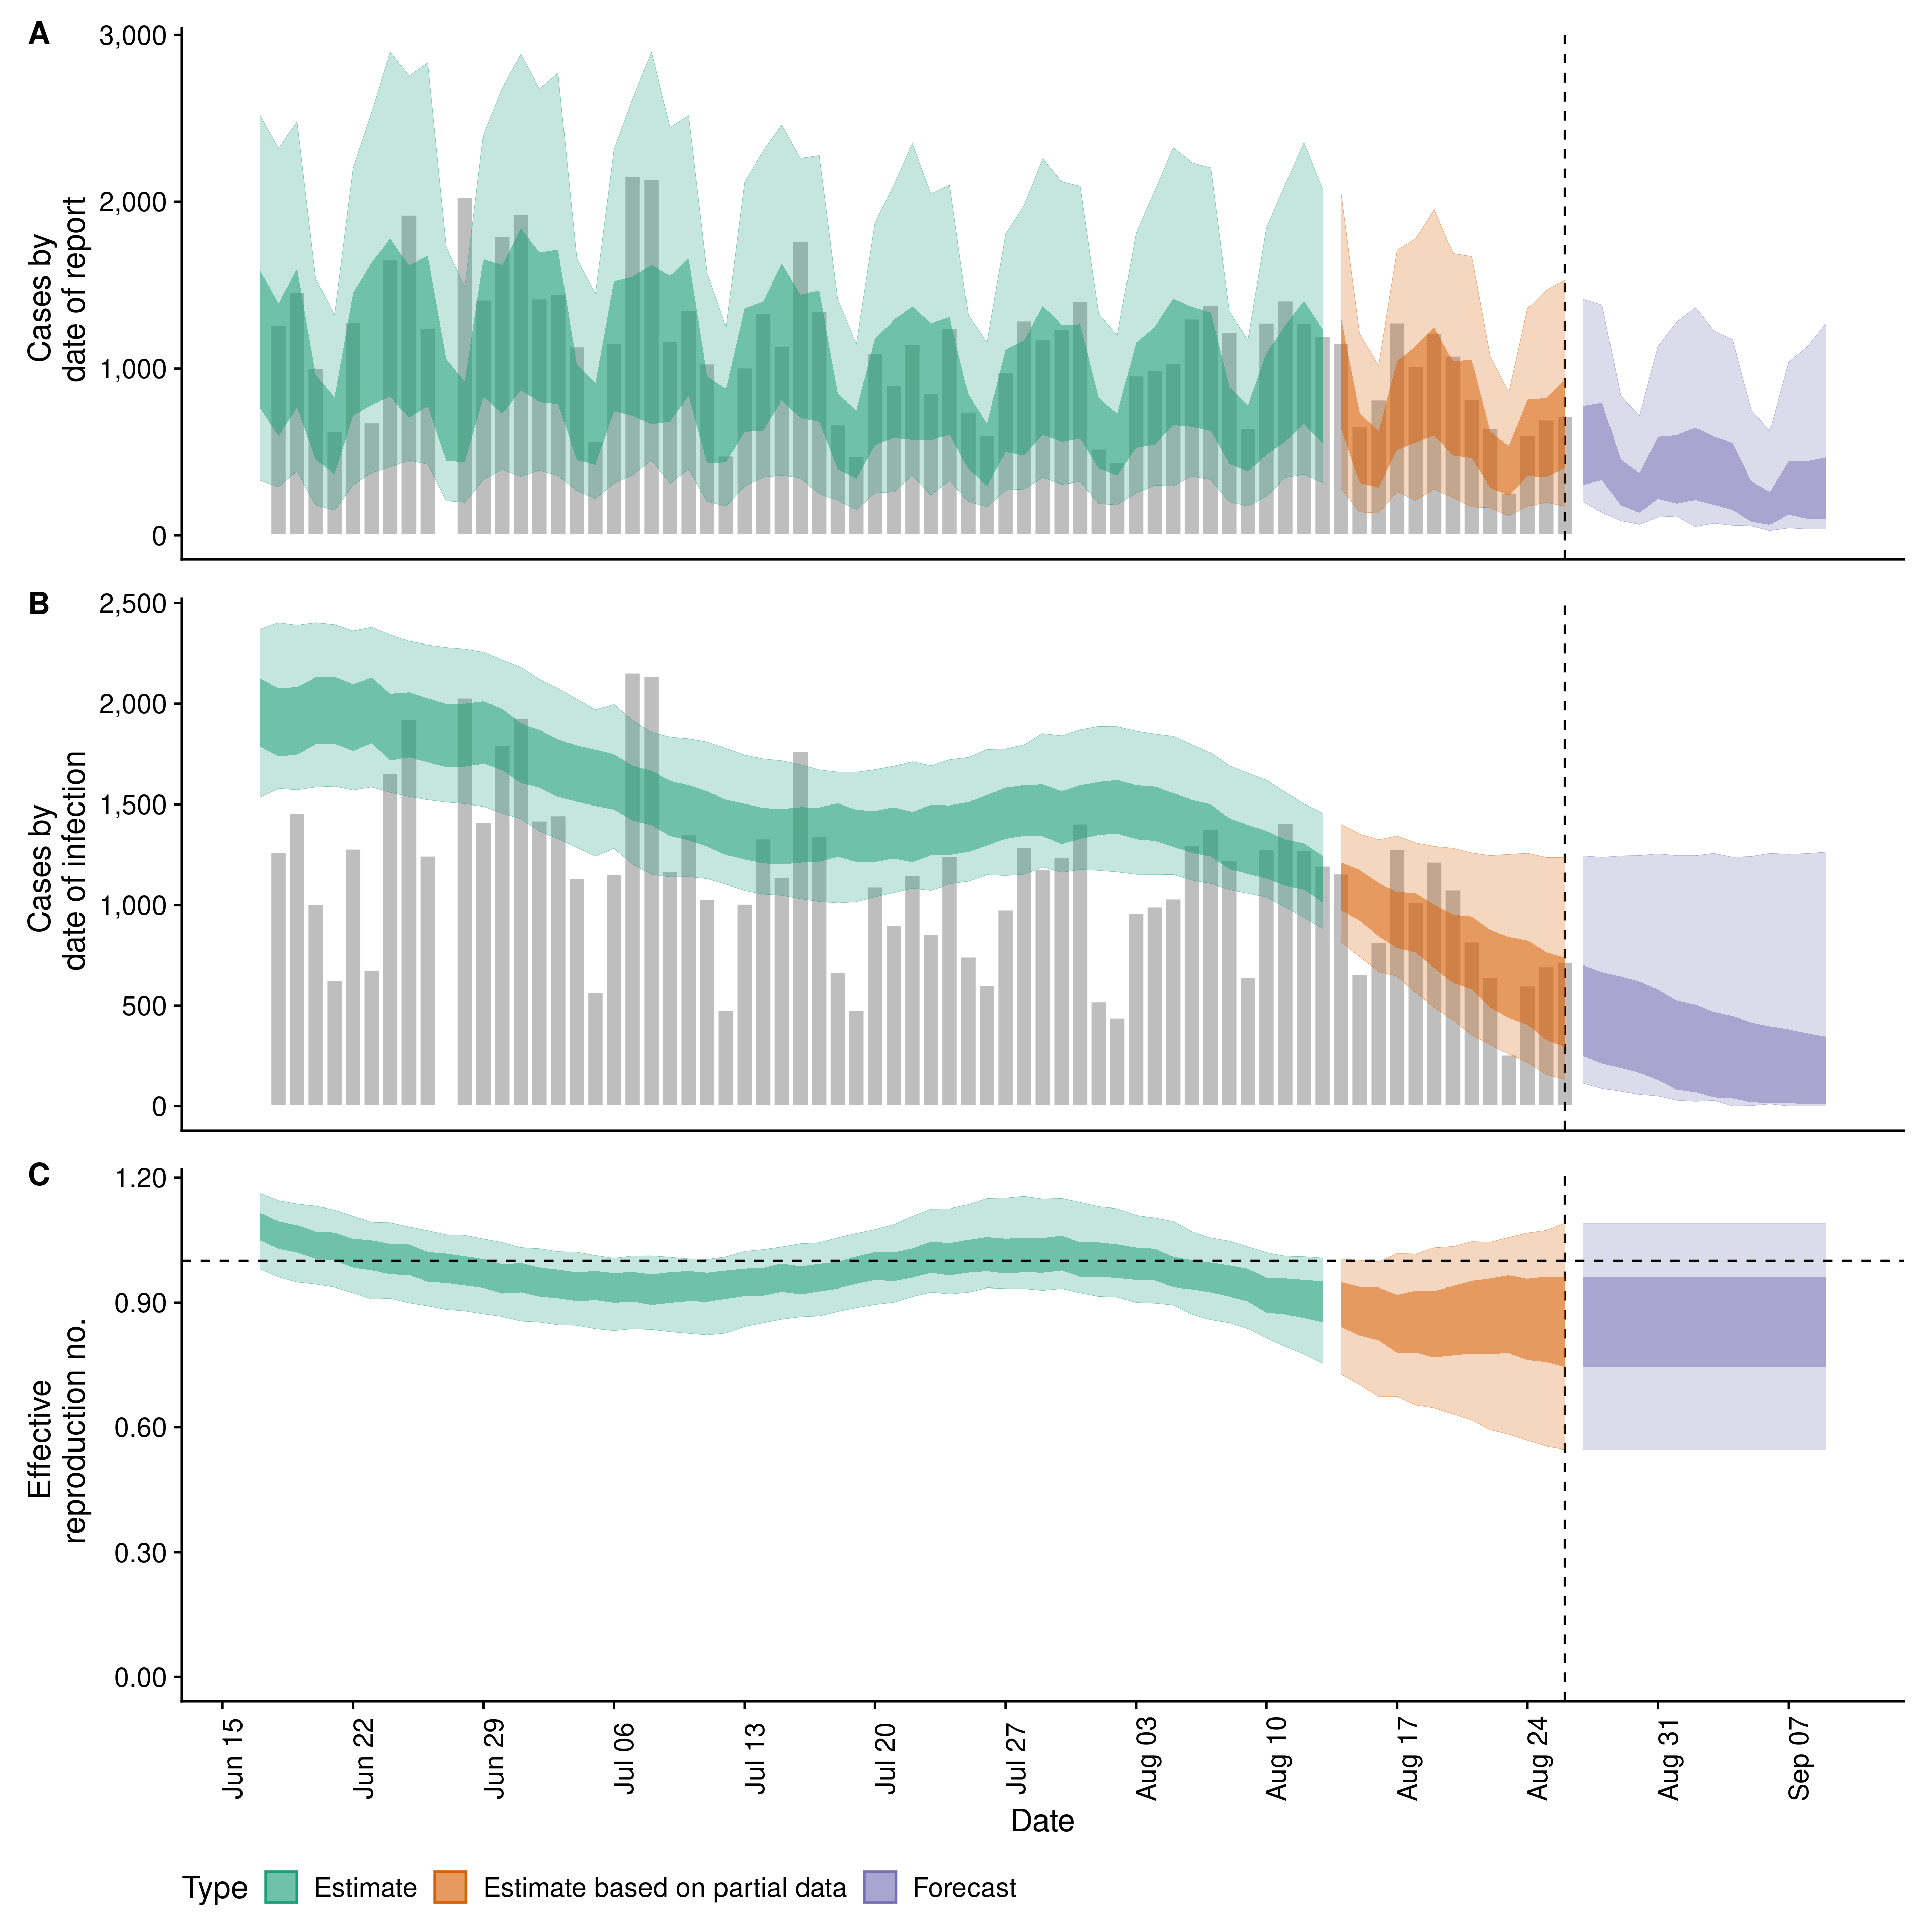 A
Cases by
date of report
3,000
2,000
1,000
0
B
Cases by
date of infection
2,500
2,000
1,500
1,000
500
0
C
Effective
reproduction no.
1.20
0.90
0.60
0.30
0.00
Jun 15
Jun 22
Jun 29
Jul 06
Jul 13
Jul 20
Jul 27
Aug 03
Aug 10
Aug 17
Aug 24
Aug 31
Sep 07
Date
Type
Estimate
Estimate based on partial data
Forecast